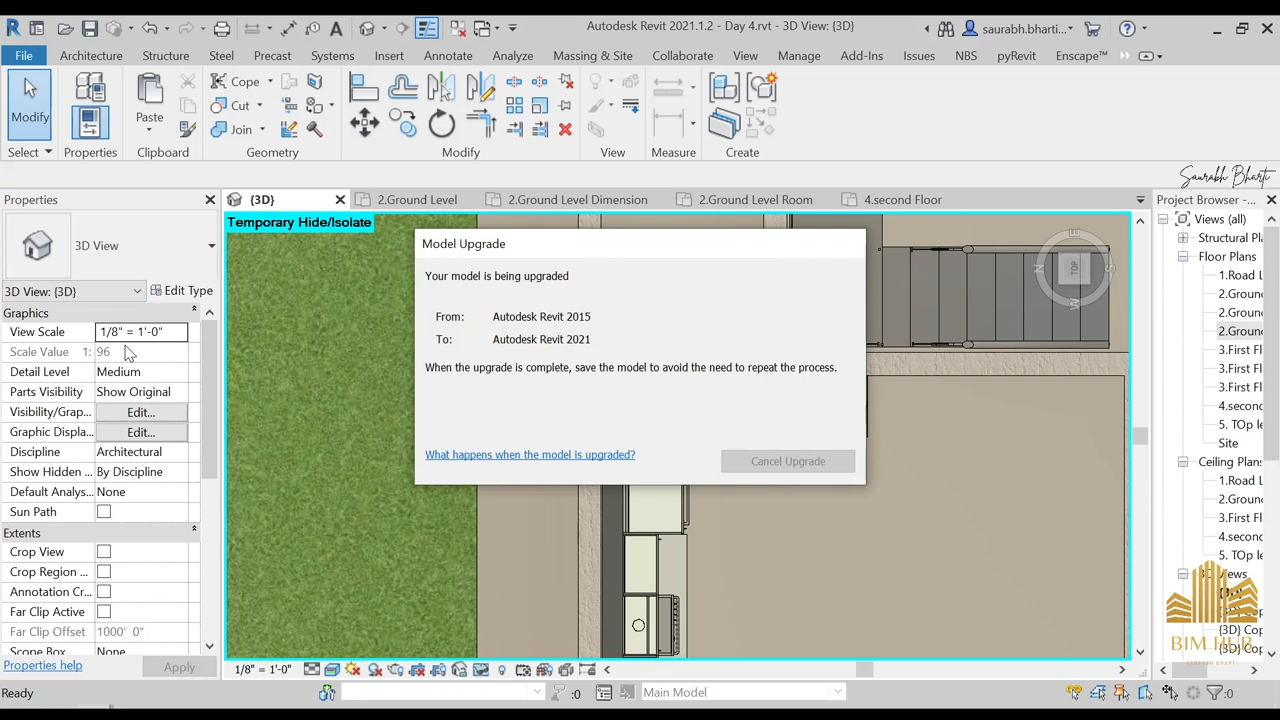 Autodesk Revit 2021.1.2 - Day 4.rvt - 3D View: {3D}
saurabh.bharti...
File Architecture Structure Steel Precast Systems Insert Annotate Analyze Massing & Site Collaborate View Manage Add-Ins Issues NBS pyRevit Enscape™
Modify
Paste
Cope
Cut
Join
Select Properties Clipboard Geometry Modify View Measure Create
Saurabh Bharti
Properties
{3D} 2.Ground Level 2.Ground Level Dimension 2.Ground Level Room 4.second Floor
Project Browser -...
3D View
3D View: {3D} Edit Type
Graphics
View Scale 1/8" = 1'-0"
Scale Value 1: 96
Detail Level Medium
Parts Visibility Show Original
Visibility/Grap... Edit...
Graphic Displa... Edit...
Discipline Architectural
Show Hidden ... By Discipline
Default Analys... None
Sun Path
Extents
Crop View
Crop Region ...
Annotation Cr...
Far Clip Active
Far Clip Offset 1000' 0"
Scope Box None
Properties help Apply
Temporary Hide/Isolate
Model Upgrade
Your model is being upgraded
From: Autodesk Revit 2015
To: Autodesk Revit 2021
When the upgrade is complete, save the model to avoid the need to repeat the process.
What happens when the model is upgraded?
Cancel Upgrade
E
N TOP S
W
Views (all)
Structural Pl
Floor Plans
1.Road L
2.Groun
2.Groun
2.Groun
3.First Fl
3.First Fl
3.First Fl
4.second
5. TOp le
Site
Ceiling Plans
1.Road L
2.Groun
3.First Fl
4.secon
5. TOp l
3D Views
{3D} Cop
BIM HUB
SAURABH BHARTI
1/8" = 1'-0"
Ready
:0
Main Model
:0